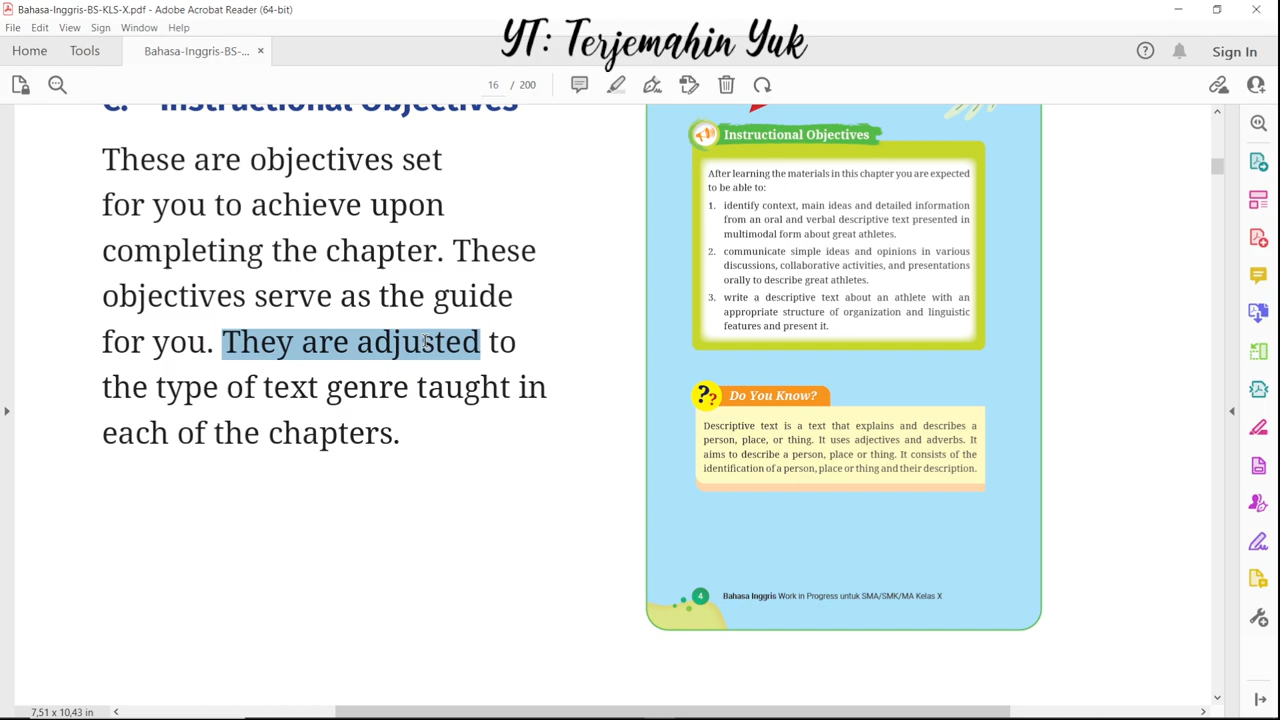 Bahasa-Inggris-BS-KLS-X.pdf - Adobe Acrobat Reader (64-bit)
File Edit View Sign Window Help
YT: Terjemahin Yuk
Home Tools Bahasa-Inggris-BS-... × Sign In
16 / 200
C. Instructional Objectives
These are objectives set
for you to achieve upon
completing the chapter. These
objectives serve as the guide
for you. They are adjusted to
the type of text genre taught in
each of the chapters.
Instructional Objectives
After learning the materials in this chapter you are expected
to be able to:
1. identify context, main ideas and detailed information
from an oral and verbal descriptive text presented in
multimodal form about great athletes.
2. communicate simple ideas and opinions in various
discussions, collaborative activities, and presentations
orally to describe great athletes.
3. write a descriptive text about an athlete with an
appropriate structure of organization and linguistic
features and present it.
?? Do You Know?
Descriptive text is a text that explains and describes a
person, place, or thing. It uses adjectives and adverbs. It
aims to describe a person, place or thing. It consists of the
identification of a person, place or thing and their description.
4 Bahasa Inggris Work in Progress untuk SMA/SMK/MA Kelas X
7,51 x 10,43 in